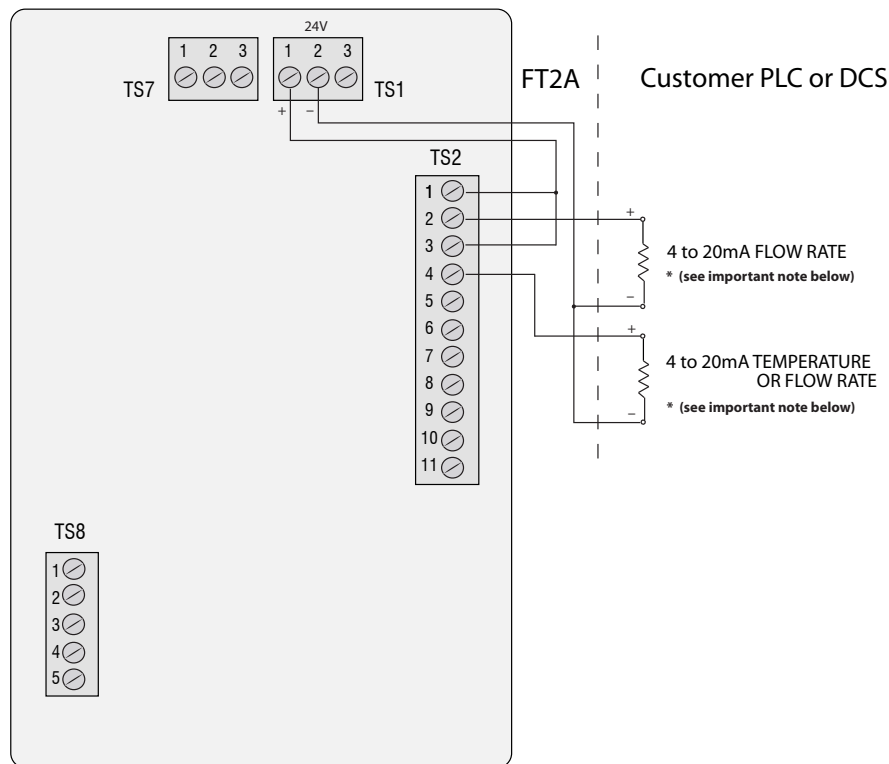 24V
1 2 3
TS7
1 2 3
TS1
+ −
FT2A
Customer PLC or DCS
TS2
1
2
3
4
5
6
7
8
9
10
11
+
4 to 20mA FLOW RATE
* (see important note below)
−
+
4 to 20mA TEMPERATURE
OR FLOW RATE
* (see important note below)
−
TS8
1
2
3
4
5